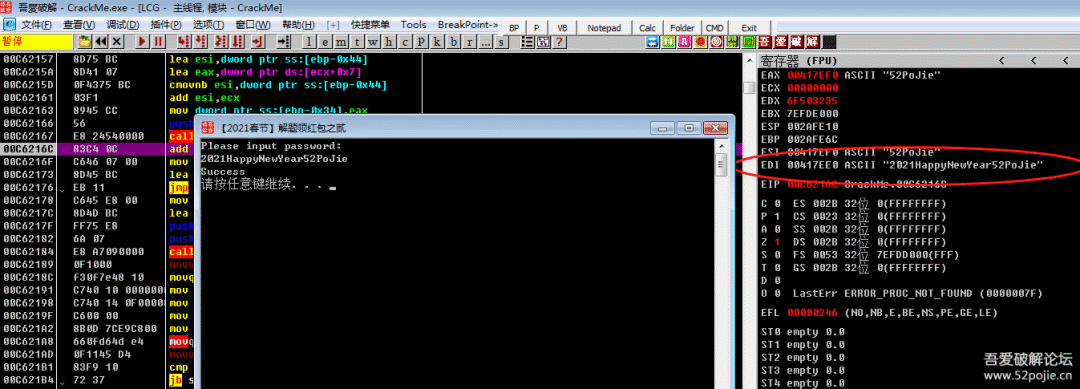 吾爱破解 - CrackMe.exe - [LCG - 主线程, 模块 - CrackMe]
文件(F) 查看(V) 调试(D) 插件(P) 选项(T) 窗口(W) 帮助(H) [+] 快捷菜单 Tools BreakPoint->
BP P VB Notepad Calc Folder CMD Exit
暂停
l e m t w h c p k b r ... s ?
吾 爱 破 解
00C62157 8D75 BC lea esi,dword ptr ss:[ebp-0x44]
00C6215A 8D41 07 lea eax,dword ptr ds:[ecx+0x7]
00C6215D 0F4375 BC cmovnb esi,dword ptr ss:[ebp-0x44]
00C62161 03F1 add esi,ecx
00C62163 8945 CC mov dword ptr ss:[ebp-0x34],eax
00C62166 56
00C62167 E8 24540000 call
00C6216C 83C4 0C add
00C6216F C646 07 00 mov
00C62173 8D45 BC lea
00C62176 EB 11 jmp
00C62178 C645 E8 00 mov
00C6217C 8D4D BC lea
00C6217F FF75 E8 push
00C62182 6A 07 push
00C62184 E8 A7090000 call
00C62189 0F1000
00C6218C f30f7e48 10 movq
00C62191 C740 10 0000000
00C62198 C740 14 0F0000 mov
00C6219F C600 00 mov
00C621A2 8B0D 7CE9C800 mov
00C621A8 660fd64d e4 movq
00C621AD 0F1145 D4
00C621B1 83F9 10 cmp
00C621B4 72 37 jb s
【2021春节】解题领红包之贰
Please input password:
2021HappyNewYear52PoJie
Success
请按任意键继续. . .
寄存器 (FPU) < < <
EAX 00417EF0 ASCII "52PoJie"
ECX 00000000
EDX 6F503235
EBX 7EFDE000
ESP 002AFE10
EBP 002AFE6C
ESI 00417EF0 ASCII "52PoJie"
EDI 00417EE0 ASCII "2021HappyNewYear52PoJie"
EIP 00C6216C CrackMe.00C6216C
C 0 ES 002B 32位 0(FFFFFFFF)
P 1 CS 0023 32位 0(FFFFFFFF)
A 0 SS 002B 32位 0(FFFFFFFF)
Z 1 DS 002B 32位 0(FFFFFFFF)
S 0 FS 0053 32位 7EFDD000(FFF)
T 0 GS 002B 32位 0(FFFFFFFF)
D 0
O 0 LastErr ERROR_PROC_NOT_FOUND (0000007F)
EFL 00000246 (NO,NB,E,BE,NS,PE,GE,LE)
ST0 empty 0.0
ST1 empty 0.0
ST2 empty 0.0
ST3 empty 0.0
ST4 empty 0.0
吾爱破解论坛
www.52pojie.cn